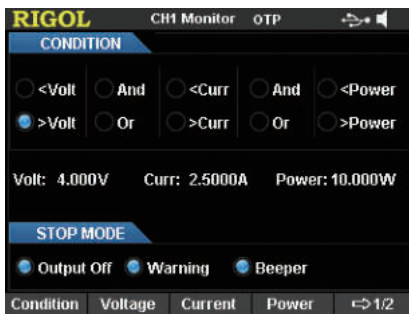 RIGOL CH1 Monitor OTP
CONDITION
<Volt And <Curr And <Power
>Volt Or >Curr Or >Power
Volt: 4.000V Curr: 2.5000A Power: 10.000W
STOP MODE
Output Off Warning Beeper
Condition Voltage Current Power ⇨1/2